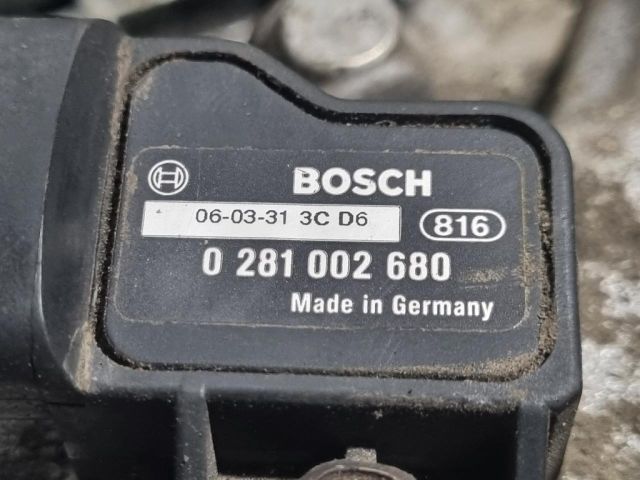 BOSCH
06-03-31 3C D6
816
0 281 002 680
Made in Germany